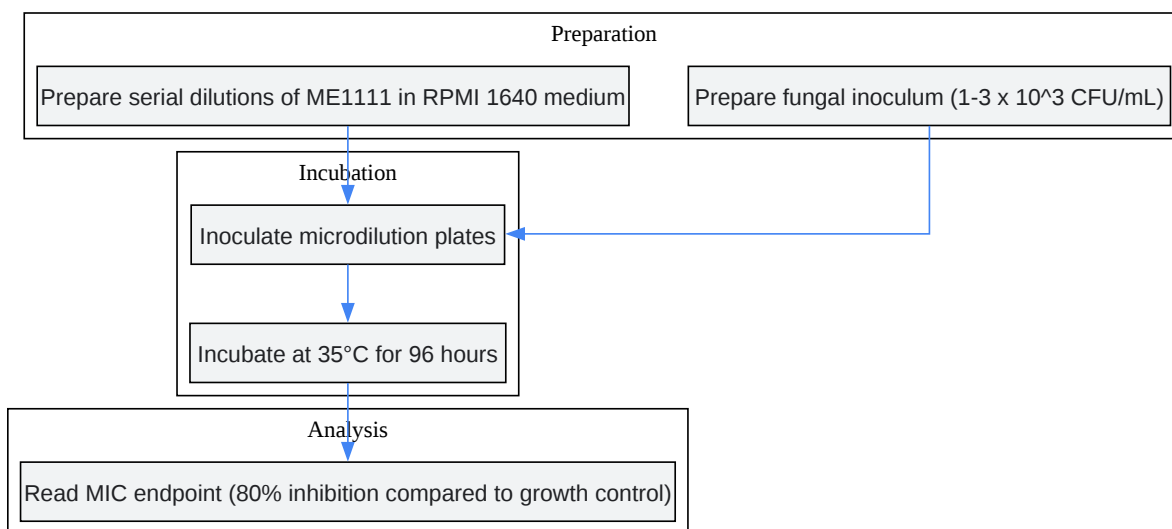 Preparation
Prepare serial dilutions of ME1111 in RPMI 1640 medium
Prepare fungal inoculum (1-3 x 10^3 CFU/mL)
Incubation
Inoculate microdilution plates
Incubate at 35°C for 96 hours
Analysis
Read MIC endpoint (80% inhibition compared to growth control)